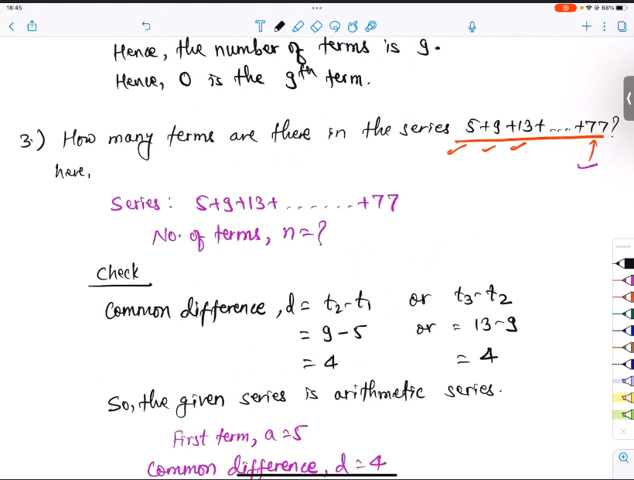 18:45
68%
Hence, the number of terms is 9.
Hence, 0 is the 9th term.
3.) How many terms are there in the series 5+9+13+....+77?
here,
Series: 5+9+13+.......+77
No. of terms, n=?
Check
Common difference, d= t2-t1 or t3-t2
= 9-5 or = 13-9
= 4 = 4
So, the given series is arithmetic series.
First term, a=5
Common difference, d=4